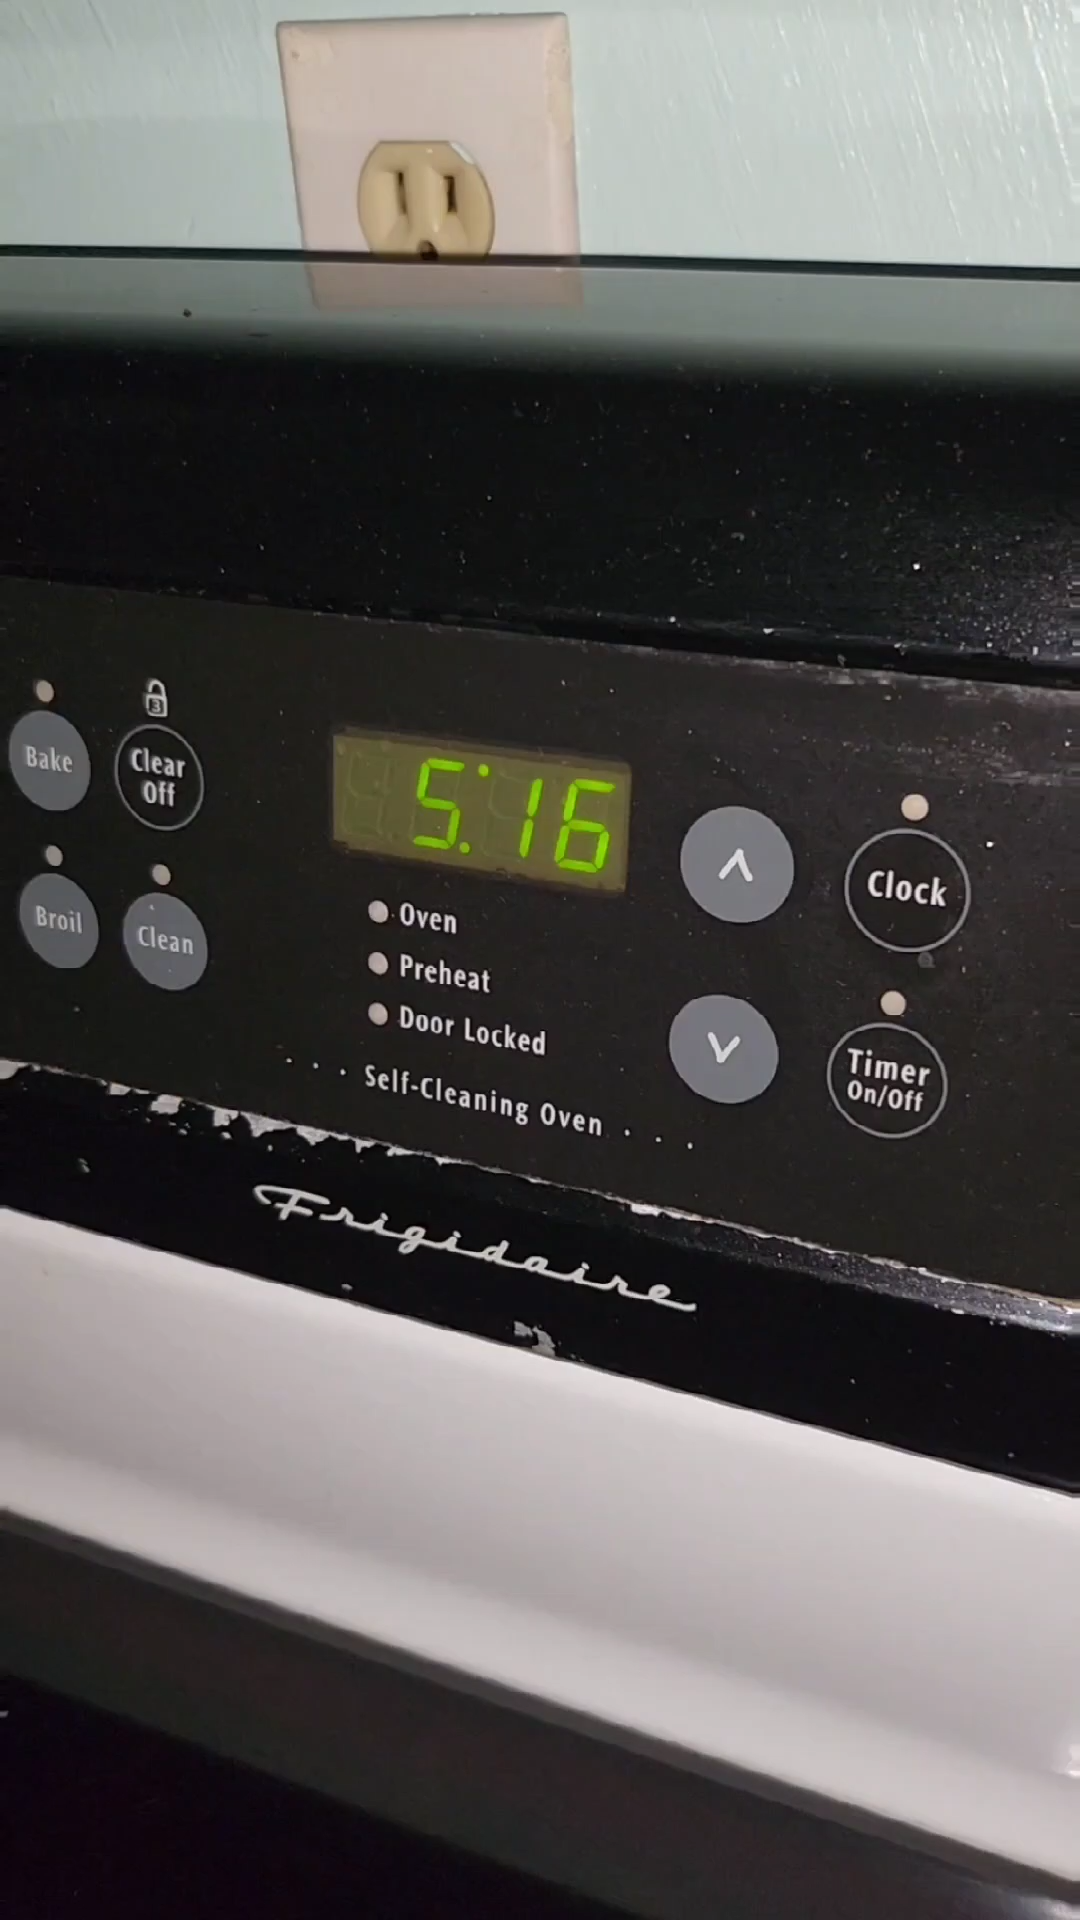 3
Bake
Clear
Off
5:16
Clock
Broil
Clean
Oven
Preheat
Door Locked
Timer
On/Off
. . . Self-Cleaning Oven . . .
Frigidaire